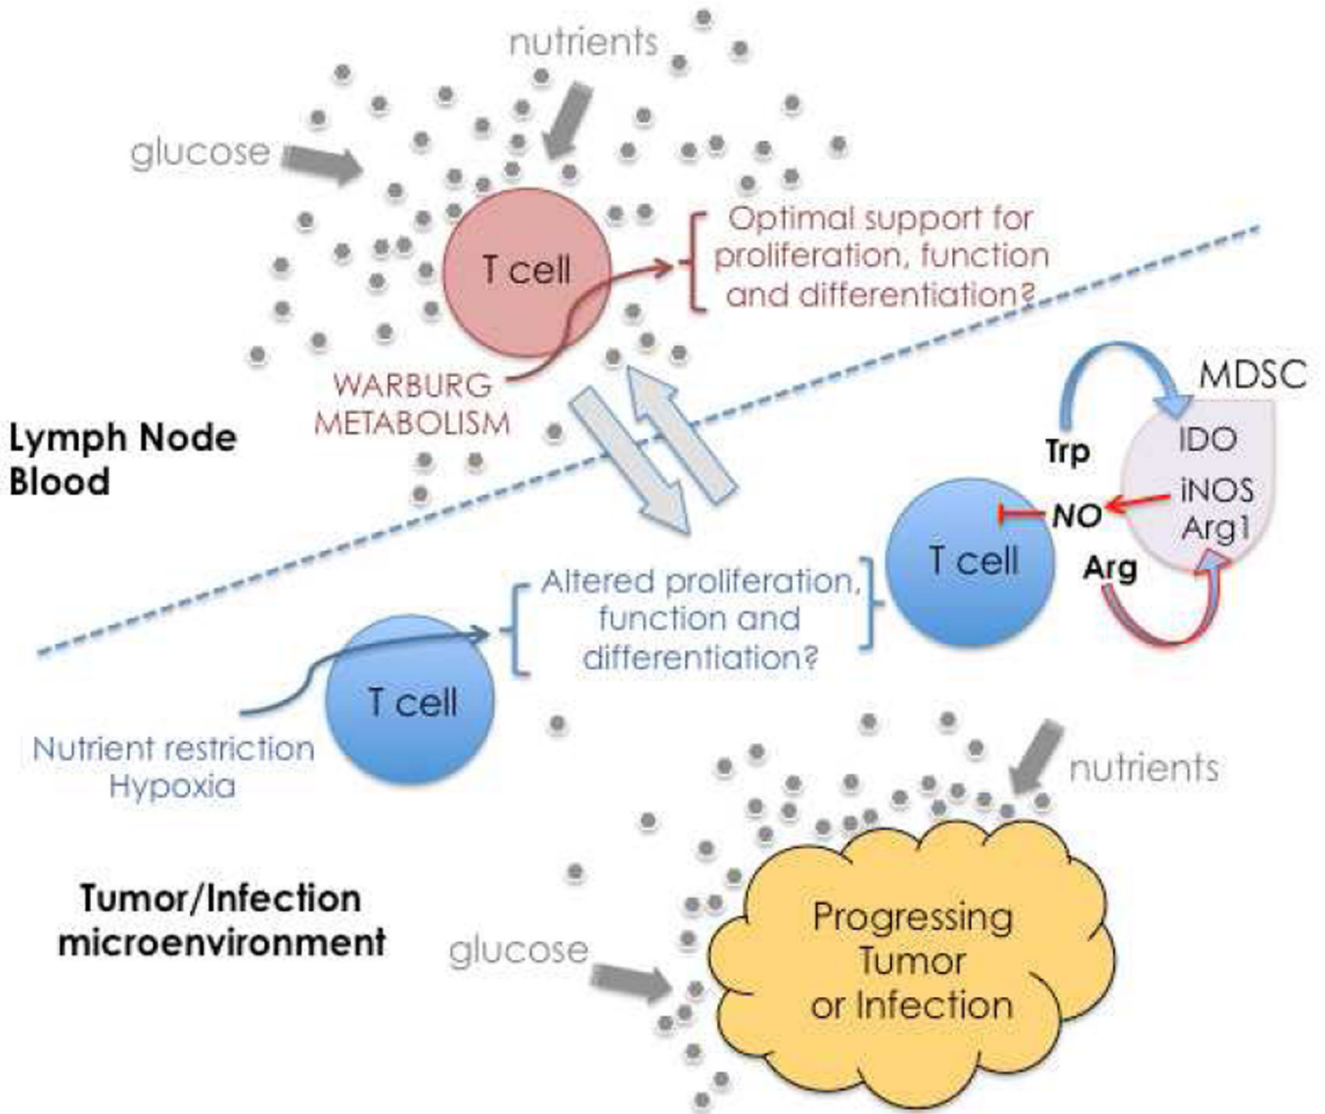 nutrients
glucose
T cell
Optimal support for
proliferation, function
and differentiation?
WARBURG
METABOLISM
Lymph Node
Blood
MDSC
Trp
IDO
NO
iNOS
Arg1
Arg
T cell
Altered proliferation,
function and
differentiation?
T cell
Nutrient restriction
Hypoxia
nutrients
Tumor/Infection
microenvironment
glucose
Progressing
Tumor
or Infection